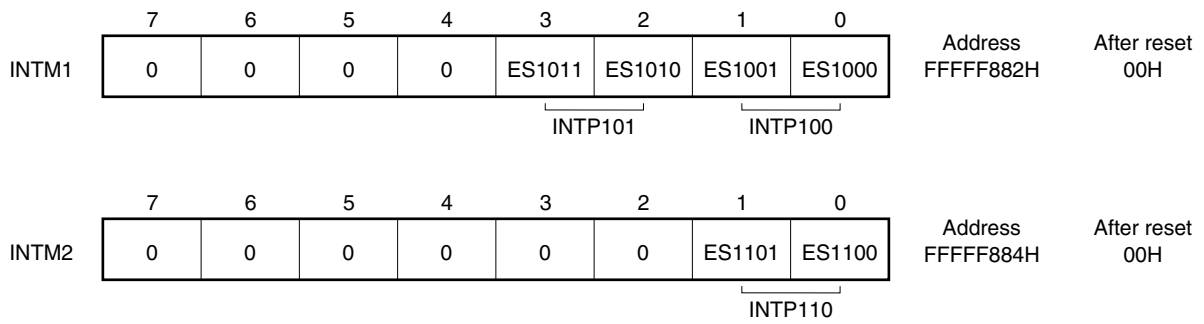 7 6 5 4 3 2 1 0
Address After reset
INTM1 0 0 0 0 ES1011 ES1010 ES1001 ES1000 FFFFF882H 00H
INTP101 INTP100
7 6 5 4 3 2 1 0
Address After reset
INTM2 0 0 0 0 0 0 ES1101 ES1100 FFFFF884H 00H
INTP110